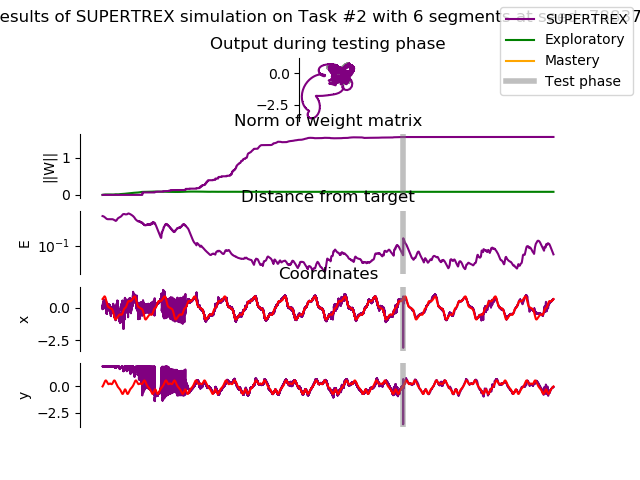 esults of SUPERTREX simulation on Task #2 with 6 segments at
SUPERTREX
Exploratory
Mastery
Test phase
Output during testing phase
0.0
−2.5
Norm of weight matrix
||W||
1
0
Distance from target
E
10⁻¹
Coordinates
x
0.0
−2.5
y
0.0
−2.5